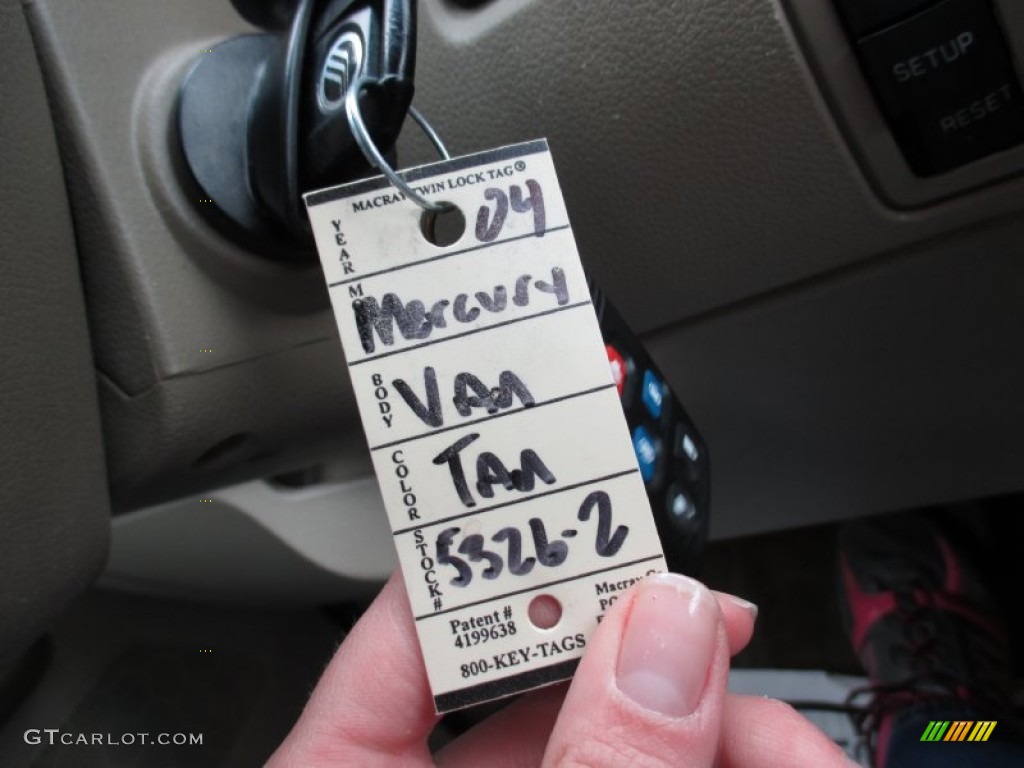 SETUP
RESET
MACRAY TWIN LOCK TAG®
YEAR 04
M Mercury
BODY VAN
COLOR TAN
STOCK# 5326-2
Patent #
4199638
Macray
800-KEY-TAGS
GTCARLOT.COM